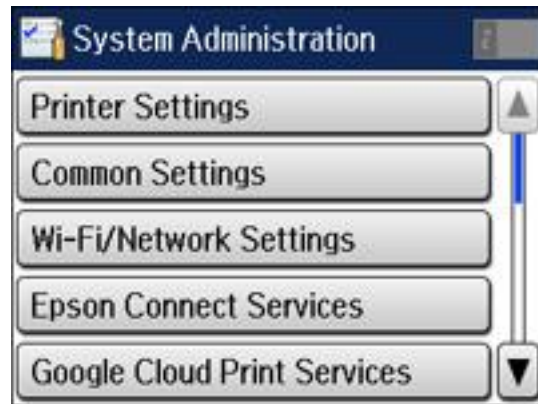 System Administration
Printer Settings
Common Settings
Wi-Fi/Network Settings
Epson Connect Services
Google Cloud Print Services